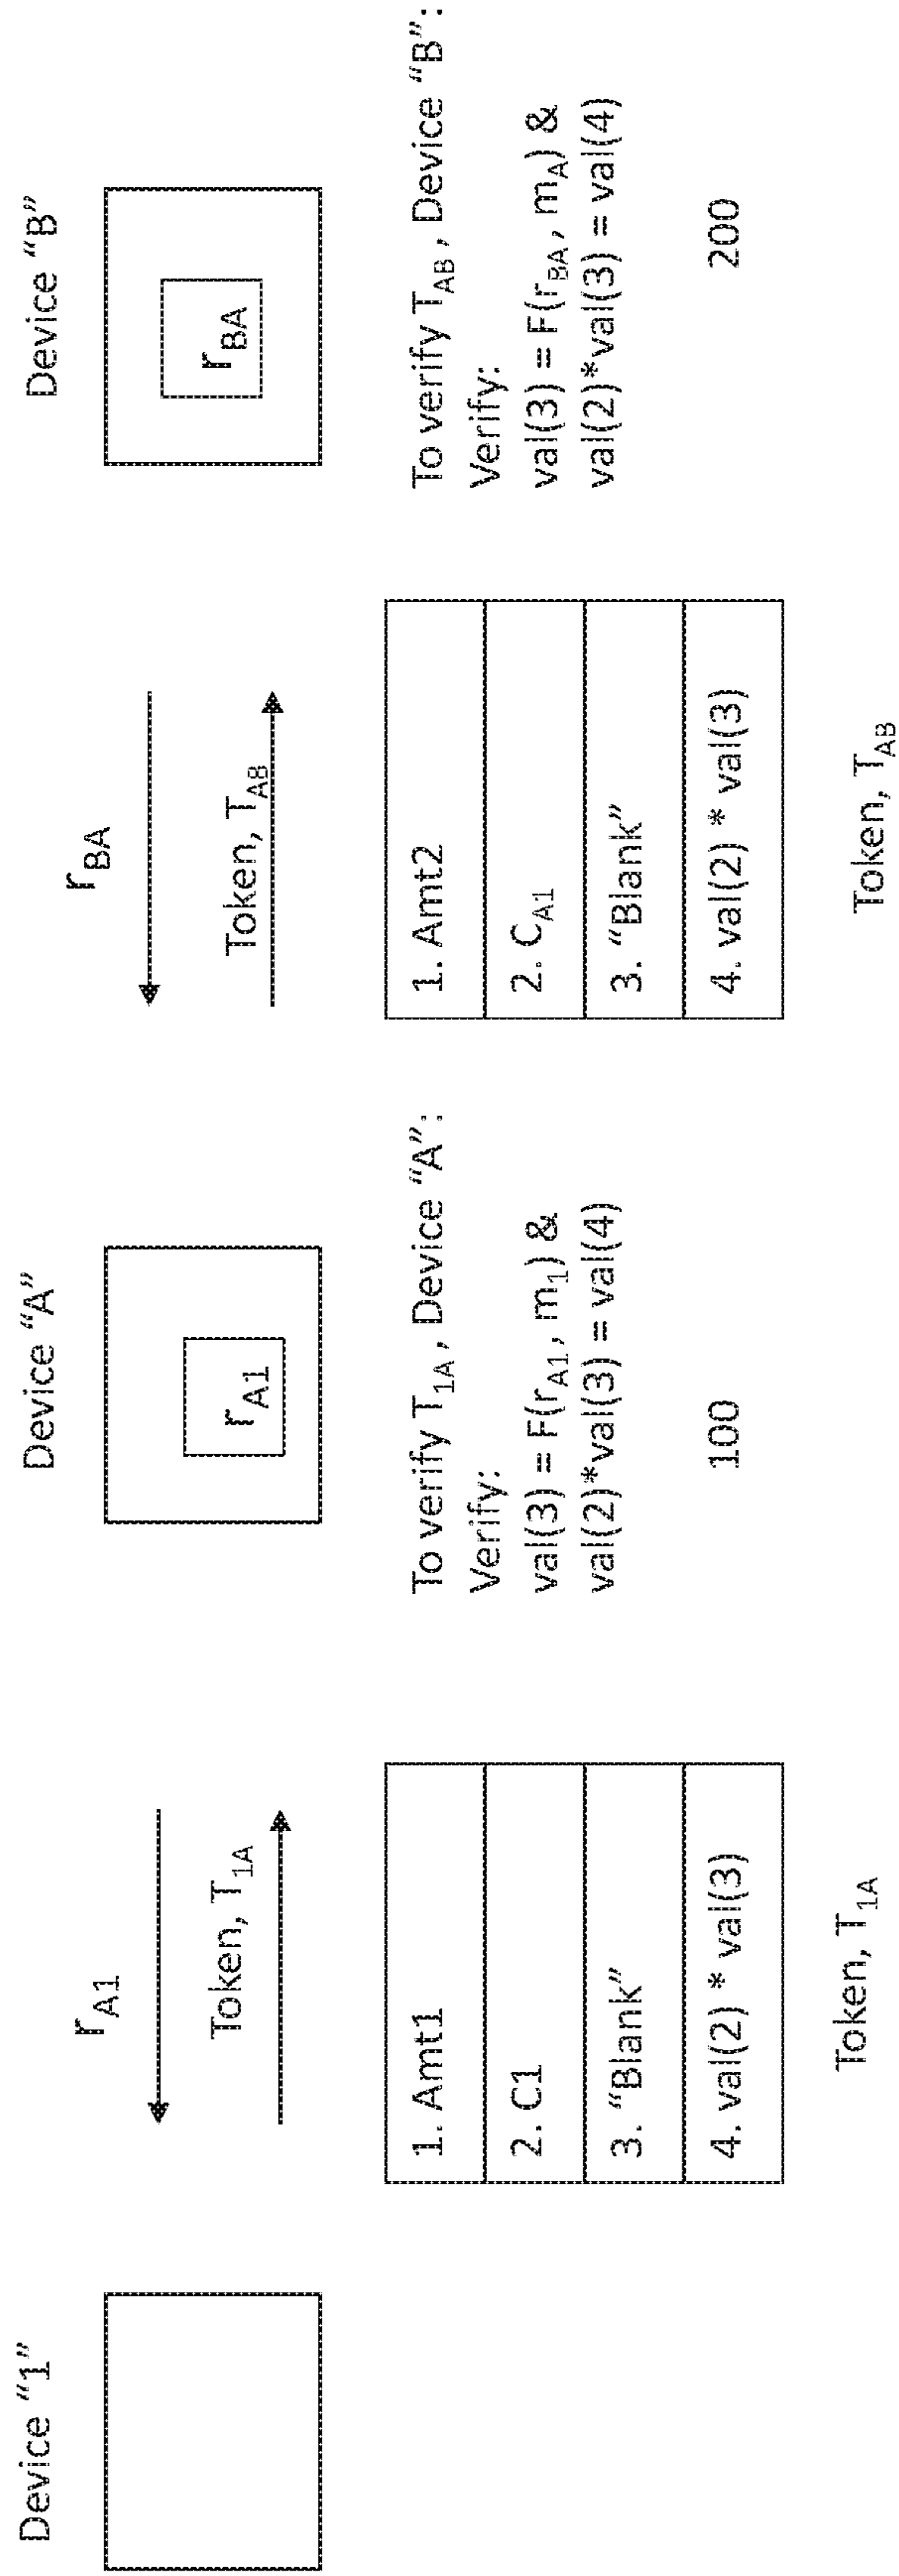 Device “1”
r_A1
Token, T_1A
1. Amt1
2. C1
3. “Blank”
4. val(2) * val(3)
Token, T_1A
Device “A”
r_A1
To verify T_1A , Device “A”:
Verify:
val(3) = F(r_A1 , m_1) &
val(2)*val(3) = val(4)
100
r_BA
Token, T_AB
1. Amt2
2. C_A1
3. “Blank”
4. val(2) * val(3)
Token, T_AB
Device “B”
r_BA
To verify T_AB , Device “B”:
Verify:
val(3) = F(r_BA , m_A) &
val(2)*val(3) = val(4)
200